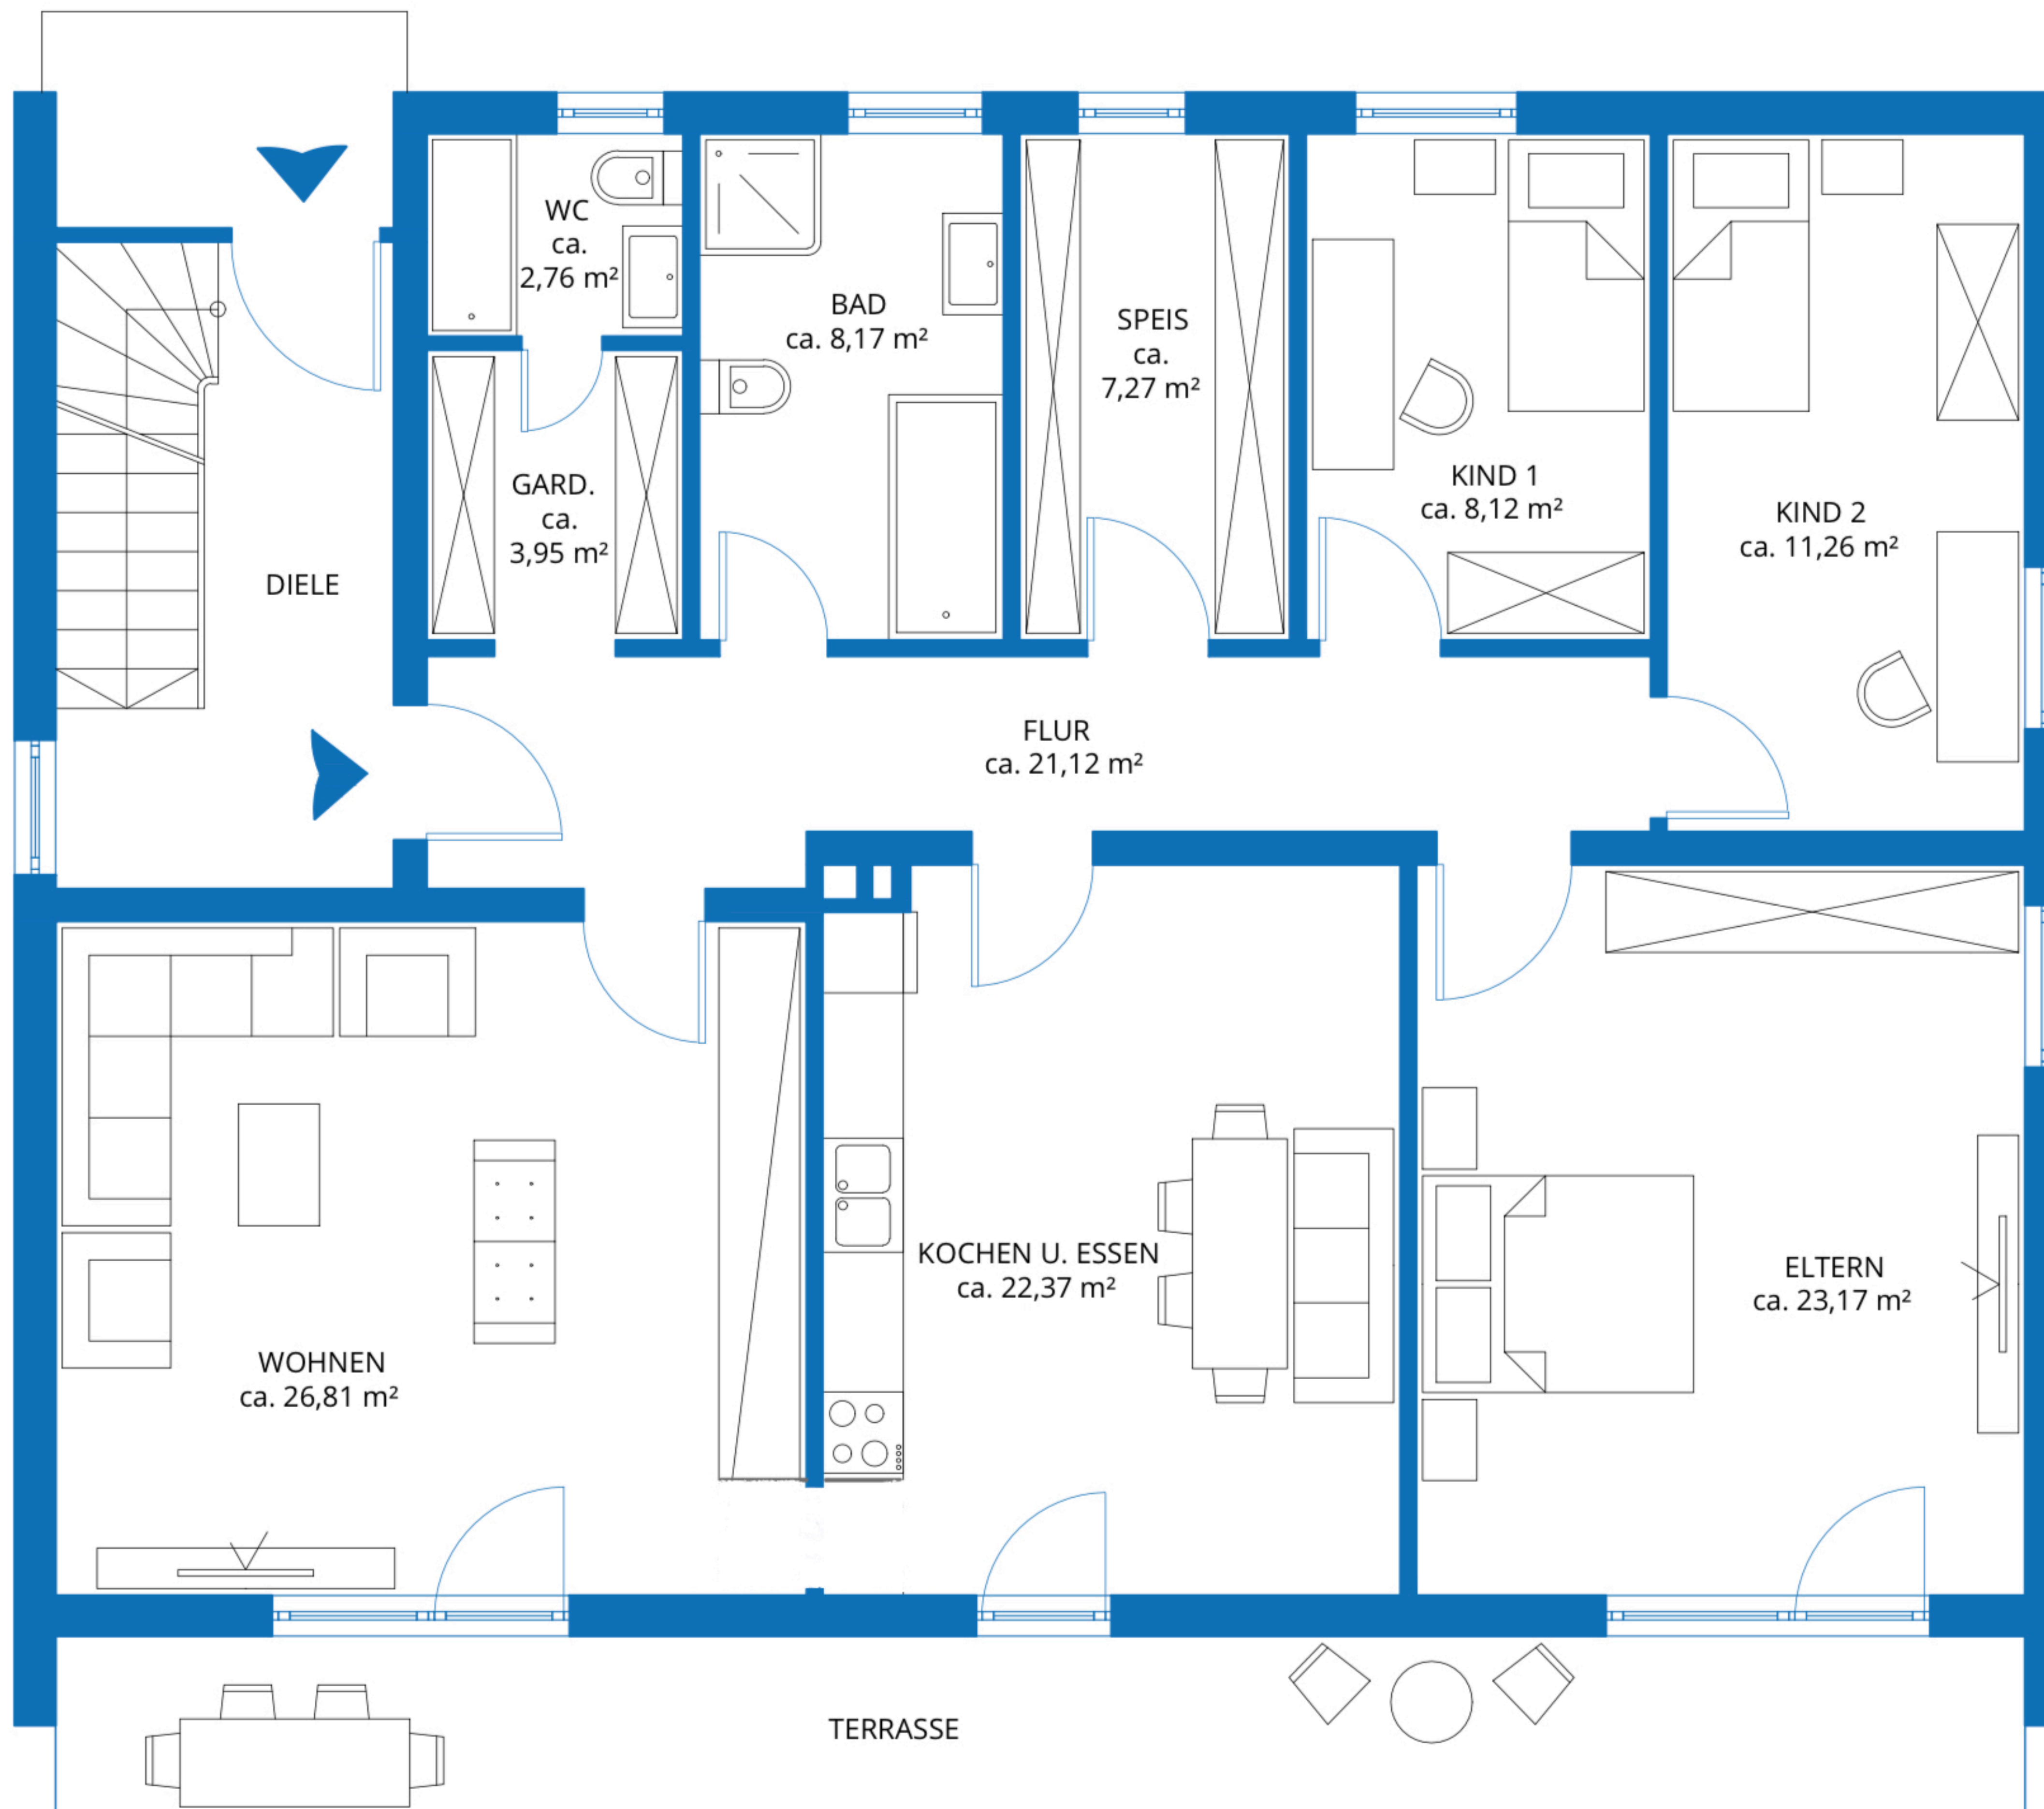 WC
ca.
2,76 m²
BAD
ca. 8,17 m²
SPEIS
ca.
7,27 m²
KIND 1
ca. 8,12 m²
KIND 2
ca. 11,26 m²
GARD.
ca.
3,95 m²
DIELE
FLUR
ca. 21,12 m²
WOHNEN
ca. 26,81 m²
KOCHEN U. ESSEN
ca. 22,37 m²
ELTERN
ca. 23,17 m²
TERRASSE